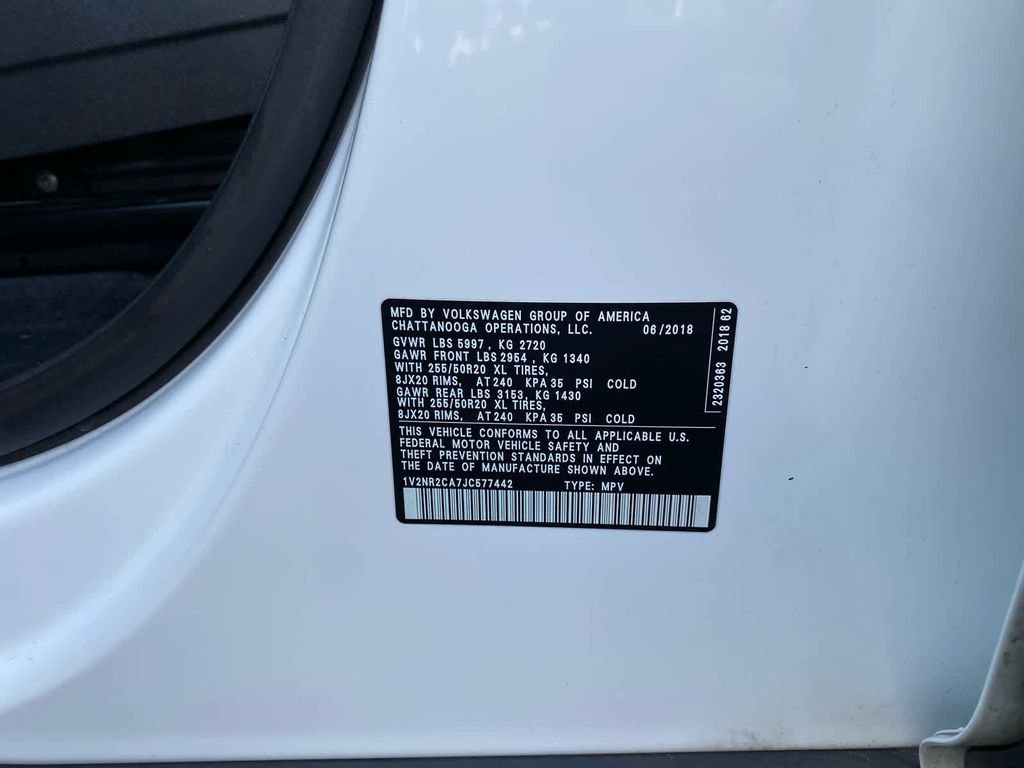 MFD BY VOLKSWAGEN GROUP OF AMERICA
CHATTANOOGA OPERATIONS, LLC. 06/2018
GVWR LBS 5997 , KG 2720
GAWR FRONT LBS 2954 , KG 1340
WITH 255/50R20 XL TIRES,
8JX20 RIMS, AT 240 KPA 35 PSI COLD
GAWR REAR LBS 3153, KG 1430
WITH 255/50R20 XL TIRES,
8JX20 RIMS, AT 240 KPA 35 PSI COLD
THIS VEHICLE CONFORMS TO ALL APPLICABLE U.S.
FEDERAL MOTOR VEHICLE SAFETY AND
THEFT PREVENTION STANDARDS IN EFFECT ON
THE DATE OF MANUFACTURE SHOWN ABOVE.
1V2NR2CA7JC577442 TYPE: MPV
2320363 2018 62